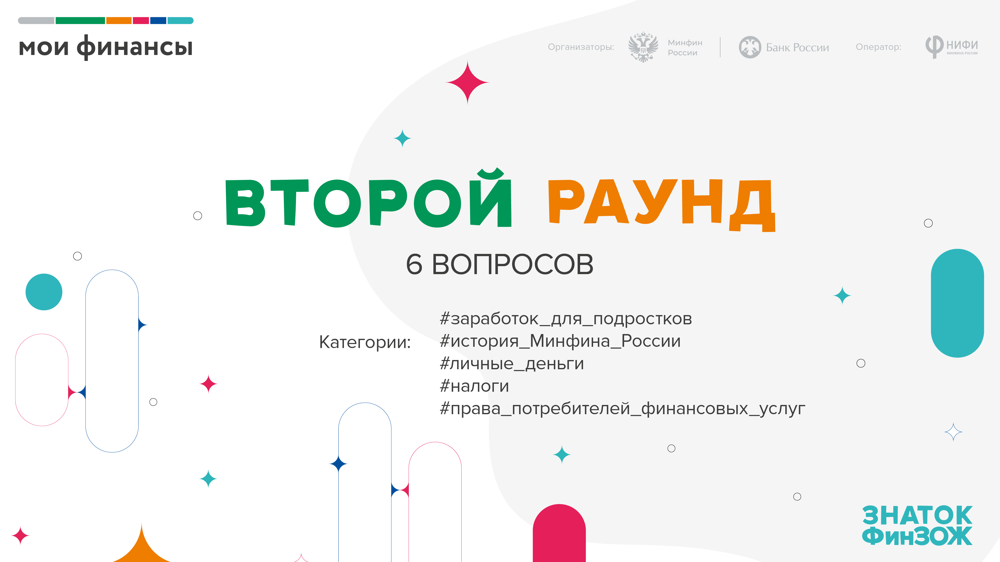 мои финансы
Организаторы:
Минфин
России
Банк России
Оператор:
НИФИ
МИНФИНА РОССИИ
ВТОРОЙ РАУНД
6 ВОПРОСОВ
Категории:
#заработок_для_подростков
#история_Минфина_России
#личные_деньги
#налоги
#права_потребителей_финансовых_услуг
ЗНАТОК
ФинЗОЖ